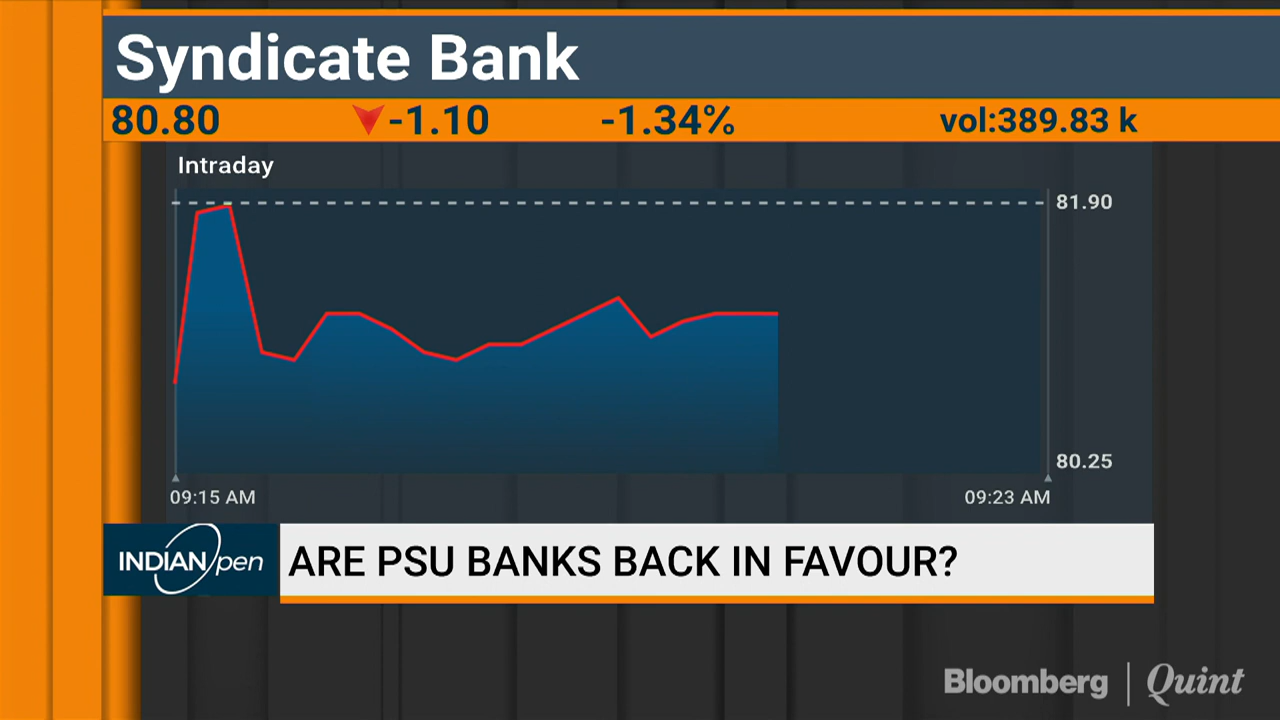 Syndicate Bank
80.80 -1.10 -1.34% vol:389.83 k
Intraday
81.90
80.25
09:15 AM 09:23 AM
INDIAN Open ARE PSU BANKS BACK IN FAVOUR?
Bloomberg | Quint